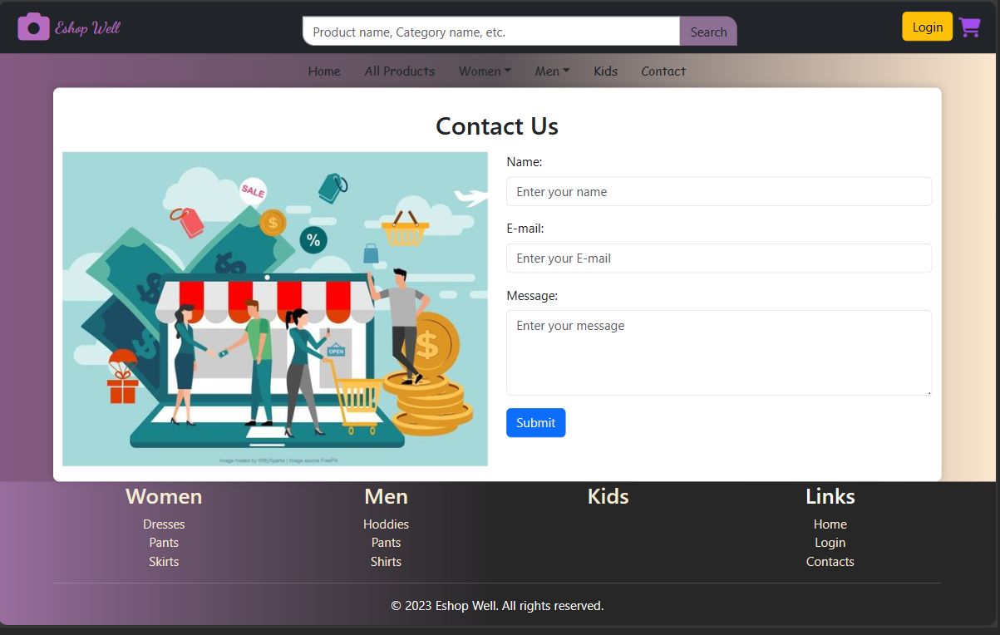 Eshop Well
Product name, Category name, etc. Search
Login
Home All Products Women Men Kids Contact
Contact Us
SALE
$
%
$
$
$
OPEN
$
Image hosted by WittySparks | Image source FreePik
Name:
Enter your name
E-mail:
Enter your E-mail
Message:
Enter your message
Submit
Women
Dresses
Pants
Skirts
Men
Hoddies
Pants
Shirts
Kids
Links
Home
Login
Contacts
© 2023 Eshop Well. All rights reserved.